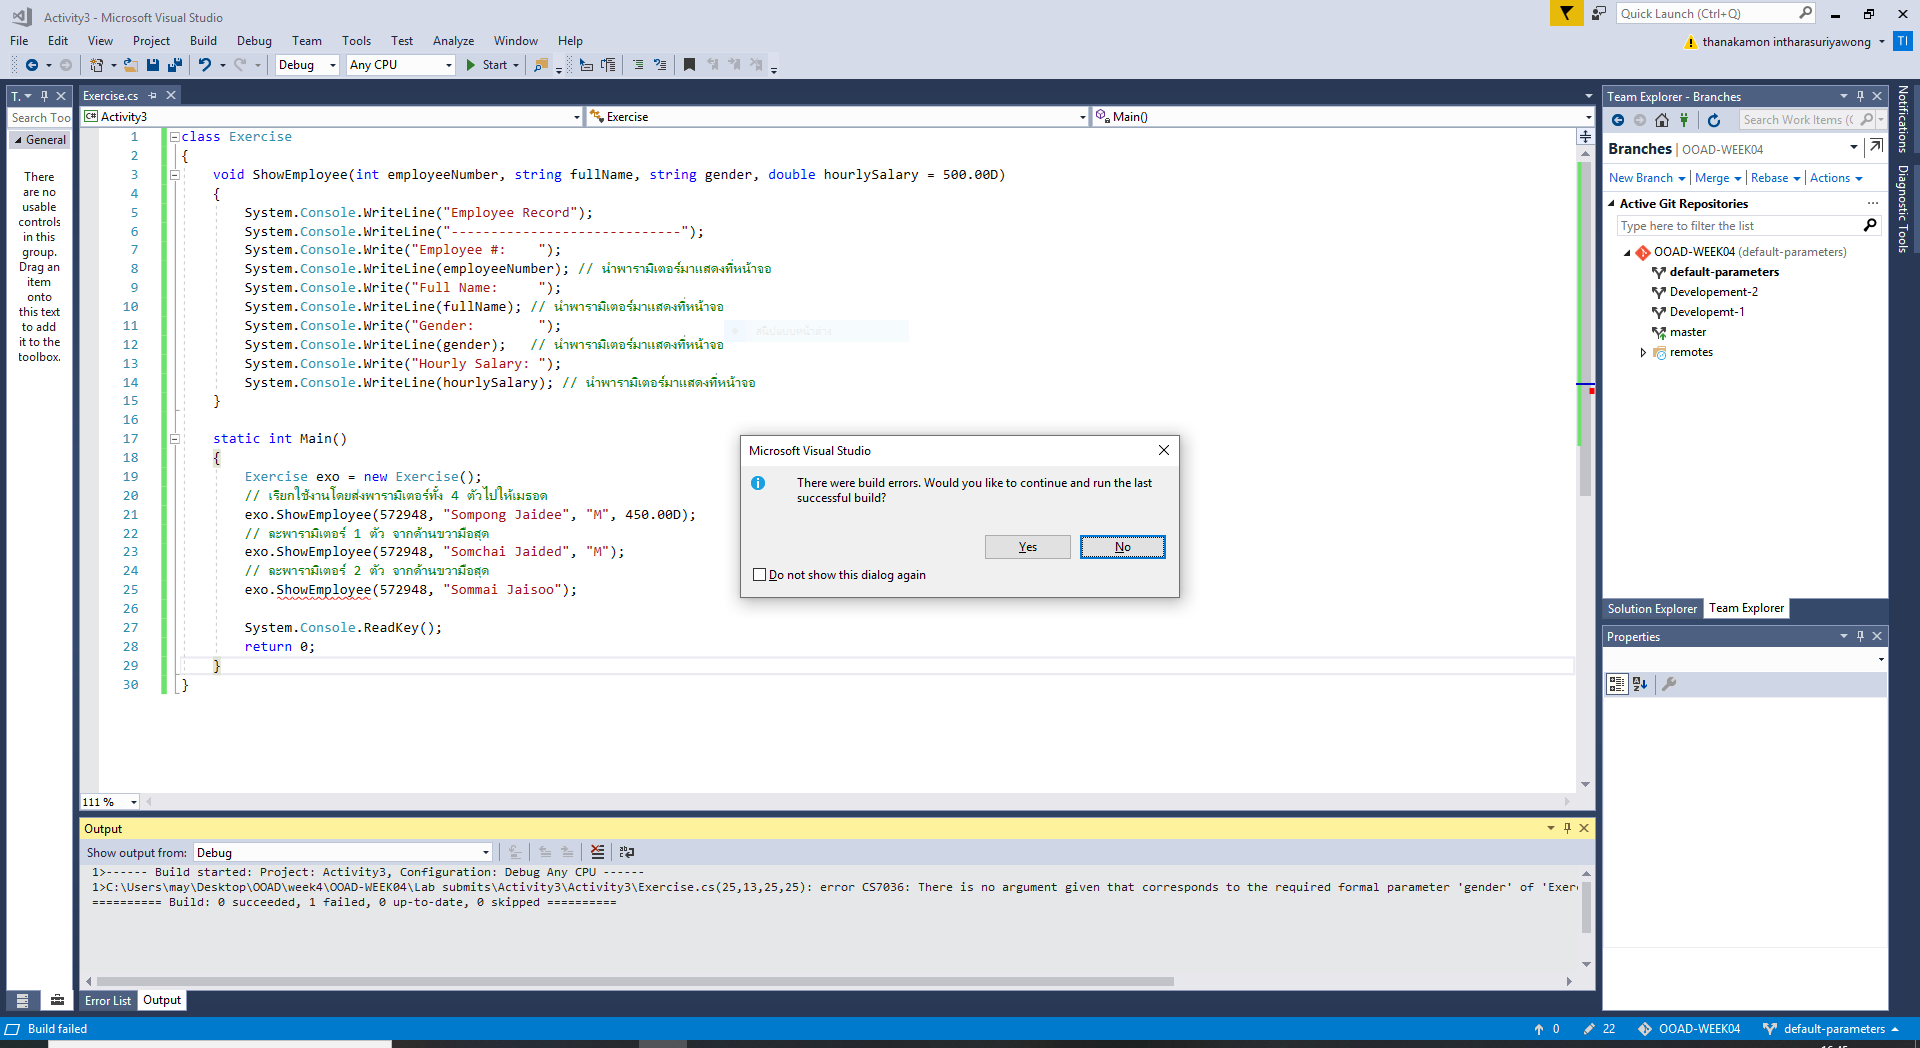 Activity3 - Microsoft Visual Studio
Quick Launch (Ctrl+Q)
File Edit View Project Build Debug Team Tools Test Analyze Window Help
thanakamon intharasuriyawong TI
Debug Any CPU Start
T.
Search Too
General
There
are no
usable
controls
in this
group.
Drag an
item
onto
this text
to add
it to the
toolbox.
Exercise.cs
C# Activity3 Exercise Main()
1 class Exercise
2 {
3 void ShowEmployee(int employeeNumber, string fullName, string gender, double hourlySalary = 500.00D)
4 {
5 System.Console.WriteLine("Employee Record");
6 System.Console.WriteLine("-----------------------------");
7 System.Console.Write("Employee #:    ");
8 System.Console.WriteLine(employeeNumber); // นำพารามิเตอร์มาแสดงที่หน้าจอ
9 System.Console.Write("Full Name:     ");
10 System.Console.WriteLine(fullName); // นำพารามิเตอร์มาแสดงที่หน้าจอ
11 System.Console.Write("Gender:        ");
12 System.Console.WriteLine(gender);   // นำพารามิเตอร์มาแสดงที่หน้าจอ
13 System.Console.Write("Hourly Salary: ");
14 System.Console.WriteLine(hourlySalary); // นำพารามิเตอร์มาแสดงที่หน้าจอ
15 }
16
17 static int Main()
18 {
19 Exercise exo = new Exercise();
20 // เรียกใช้งานโดยส่งพารามิเตอร์ทั้ง 4 ตัวไปให้เมธอด
21 exo.ShowEmployee(572948, "Sompong Jaidee", "M", 450.00D);
22 // ละพารามิเตอร์ 1 ตัว จากด้านขวามือสุด
23 exo.ShowEmployee(572948, "Somchai Jaided", "M");
24 // ละพารามิเตอร์ 2 ตัว จากด้านขวามือสุด
25 exo.ShowEmployee(572948, "Sommai Jaisoo");
26
27 System.Console.ReadKey();
28 return 0;
29 }
30 }
Microsoft Visual Studio
There were build errors. Would you like to continue and run the last
successful build?
Yes No
Do not show this dialog again
111 %
Output
Show output from: Debug
1>------ Build started: Project: Activity3, Configuration: Debug Any CPU ------
1>C:\Users\may\Desktop\OOAD\week4\OOAD-WEEK04\Lab submits\Activity3\Activity3\Exercise.cs(25,13,25,25): error CS7036: There is no argument given that corresponds to the required formal parameter 'gender' of 'Exer
========== Build: 0 succeeded, 1 failed, 0 up-to-date, 0 skipped ==========
Error List Output
Team Explorer - Branches
Search Work Items (
Branches | OOAD-WEEK04
New Branch Merge Rebase Actions
Active Git Repositories
Type here to filter the list
OOAD-WEEK04 (default-parameters)
default-parameters
Developement-2
Developemt-1
master
remotes
Solution Explorer Team Explorer
Properties
Notifications
Diagnostic Tools
Build failed
0 22 OOAD-WEEK04 default-parameters